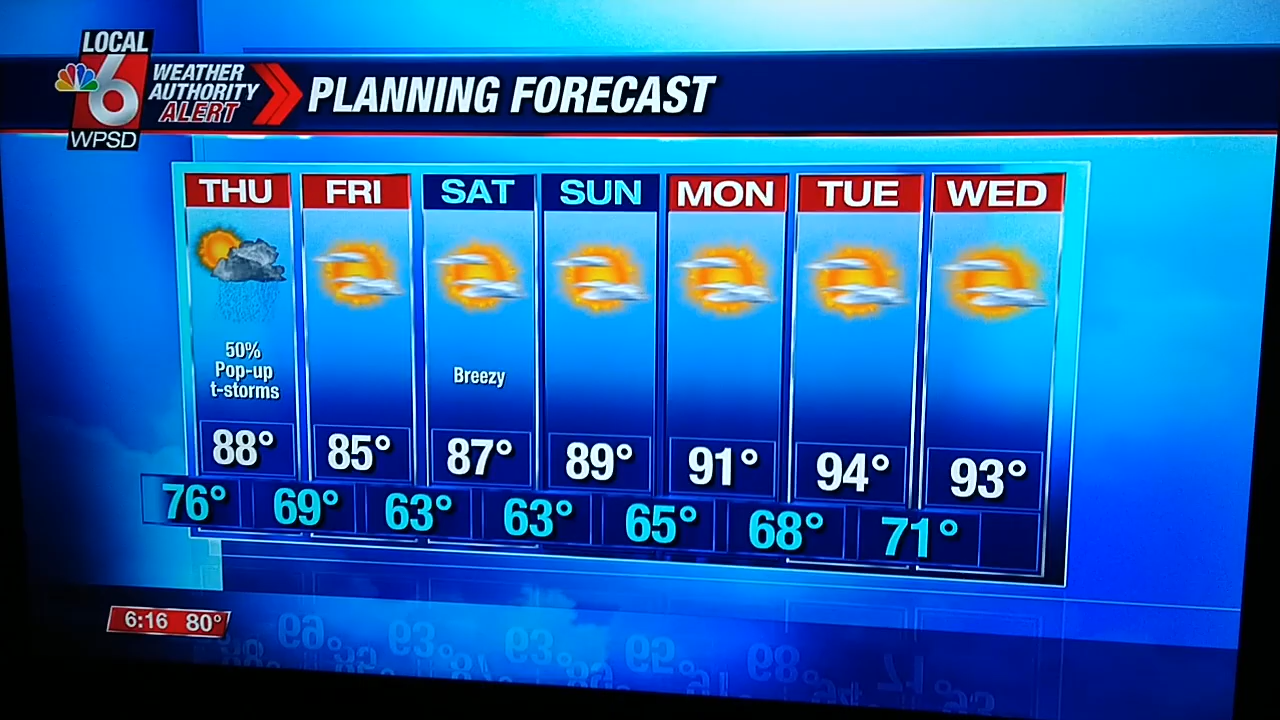 LOCAL
6
WPSD
WEATHER
AUTHORITY
ALERT
PLANNING FORECAST
THU FRI SAT SUN MON TUE WED
50%
Pop-up
t-storms
Breezy
88° 85° 87° 89° 91° 94° 93°
76° 69° 63° 63° 65° 68° 71°
6:16 80°